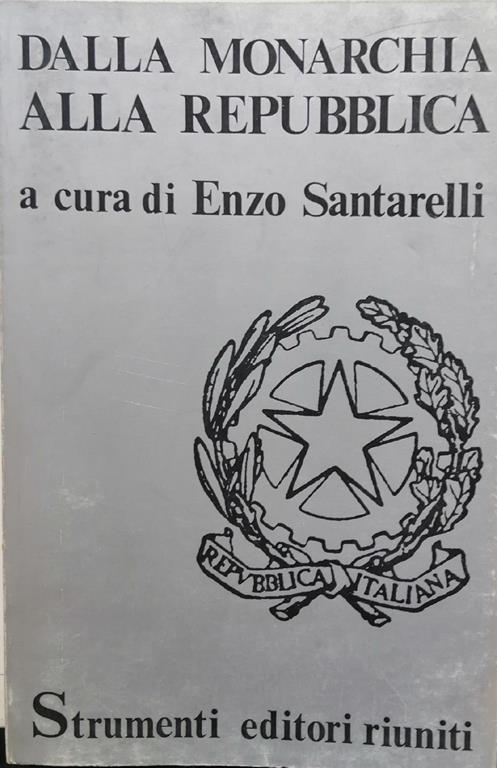 DALLA MONARCHIA
ALLA REPUBBLICA
a cura di Enzo Santarelli
REPVBBLICA ITALIANA
Strumenti editori riuniti